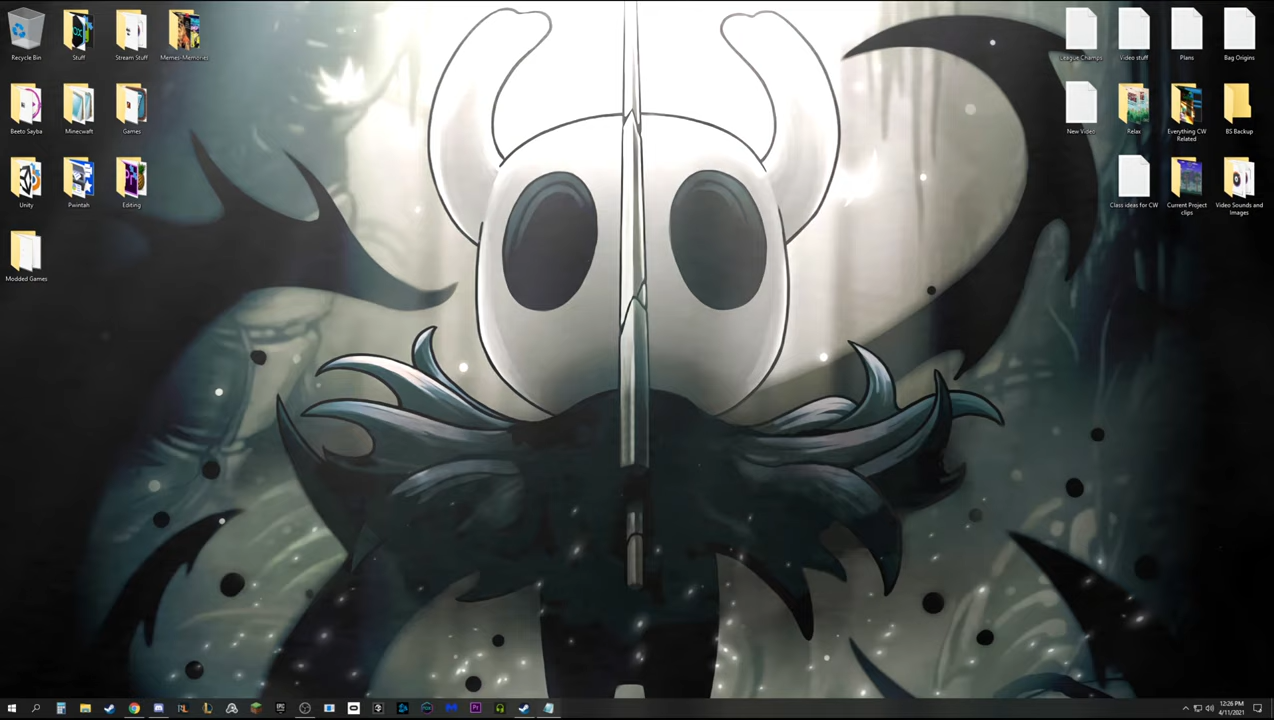 Recycle Bin
Stuff
Stream Stuff
Memes-Memories
Beeto Sayba
Minecwaft
Games
Unity
Pwintah
Editing
Modded Games
League Champs
Video stuff
Plans
Bag Origins
New Video
Relax
Everything CW
Related
BS Backup
Class ideas for CW
Current Project
clips
Video Sounds and
Images
Pr
12:26 PM
4/11/2021